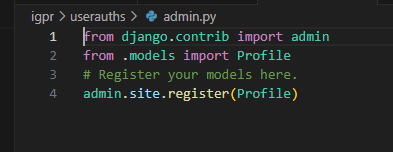 igpr > userauths > admin.py
1 from django.contrib import admin
2 from .models import Profile
3 # Register your models here.
4 admin.site.register(Profile)